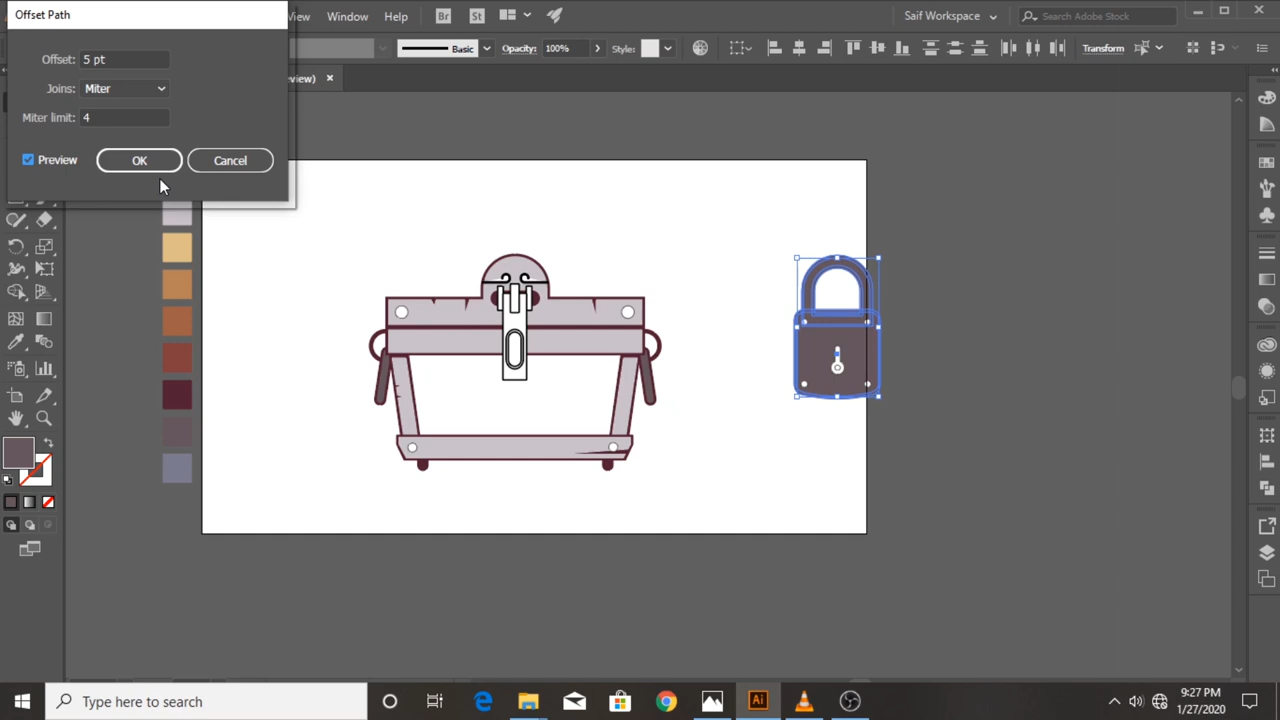 Offset Path
View
Window
Help
Br
St
Saif Workspace
Search Adobe Stock
Basic
Opacity:
100%
Style:
Transform
Offset:
5 pt
Joins:
Miter
Miter limit:
4
Preview
OK
Cancel
Type here to search
Ai
9:27 PM
1/27/2020